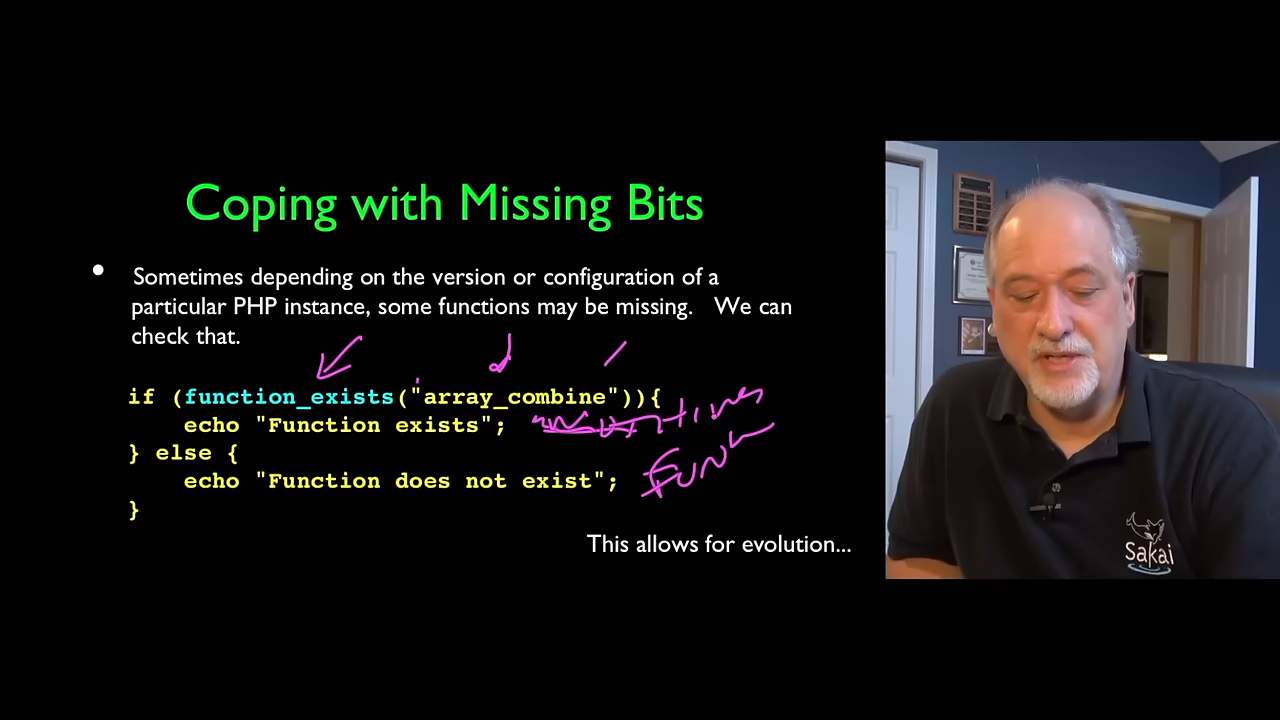 Coping with Missing Bits
• Sometimes depending on the version or configuration of a
particular PHP instance, some functions may be missing. We can
check that.
if (function_exists("array_combine")){
echo "Function exists";
} else {
echo "Function does not exist";
}
This allows for evolution...
Sakai